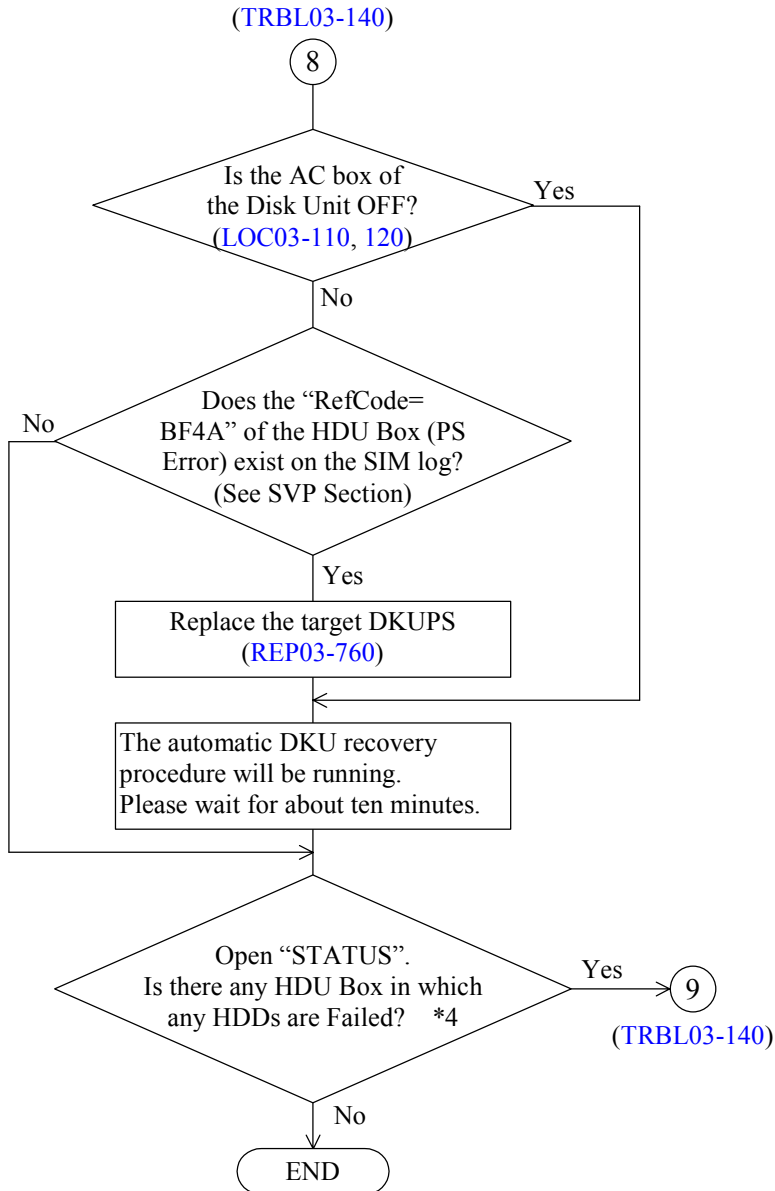 (TRBL03-140)
8
Is the AC box of
the Disk Unit OFF?
(LOC03-110, 120)
Yes
No
Does the “RefCode=
BF4A” of the HDU Box (PS
Error) exist on the SIM log?
(See SVP Section)
No
Yes
Replace the target DKUPS
(REP03-760)
The automatic DKU recovery
procedure will be running.
Please wait for about ten minutes.
Open “STATUS”.
Is there any HDU Box in which
any HDDs are Failed? *4
Yes
9
(TRBL03-140)
No
END